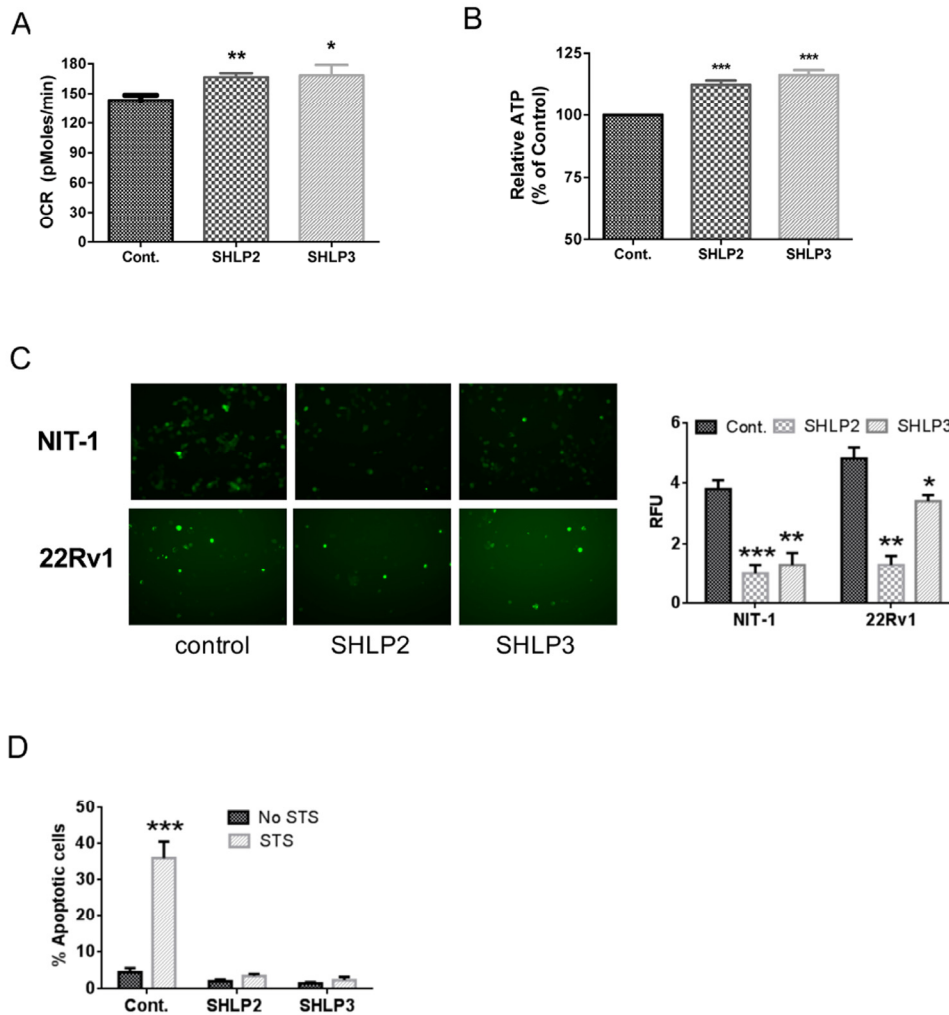 A
OCR (pMoles/min)
180
150
120
90
60
30
0
**
*
Cont.
SHLP2
SHLP3
B
Relative ATP
(% of Control)
125
100
75
50
***
***
Cont.
SHLP2
SHLP3
C
NIT-1
22Rv1
control
SHLP2
SHLP3
Cont.
SHLP2
SHLP3
RFU
6
4
2
0
***
**
**
*
NIT-1
22Rv1
D
% Apoptotic cells
50
40
30
20
10
0
***
No STS
STS
Cont.
SHLP2
SHLP3